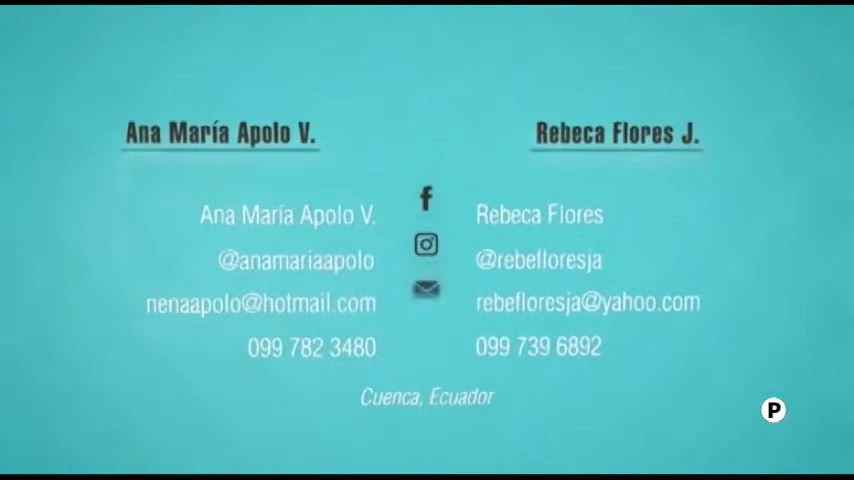 Ana María Apolo V.
Rebeca Flores J.
Ana María Apolo V.
Rebeca Flores
@anamariaapolo
@rebefloresja
nenaapolo@hotmail.com
rebefloresja@yahoo.com
099 782 3480
099 739 6892
Cuenca, Ecuador
P